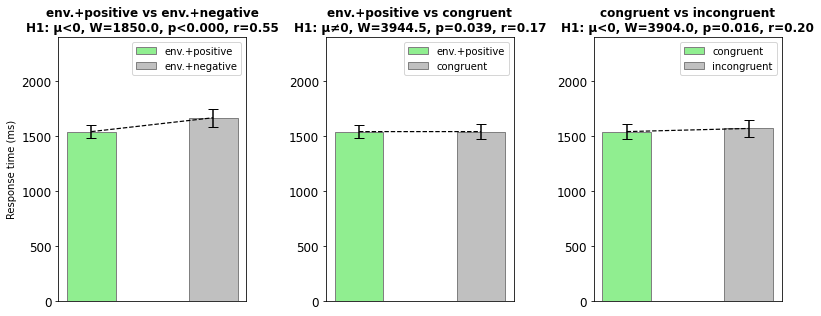 env.+positive vs env.+negative
H1: μ<0, W=1850.0, p<0.000, r=0.55
env.+positive vs congruent
H1: μ≠0, W=3944.5, p=0.039, r=0.17
congruent vs incongruent
H1: μ<0, W=3904.0, p=0.016, r=0.20
Response time (ms)
2000
1500
1000
500
0
env.+positive
env.+negative
2000
1500
1000
500
0
env.+positive
congruent
2000
1500
1000
500
0
congruent
incongruent